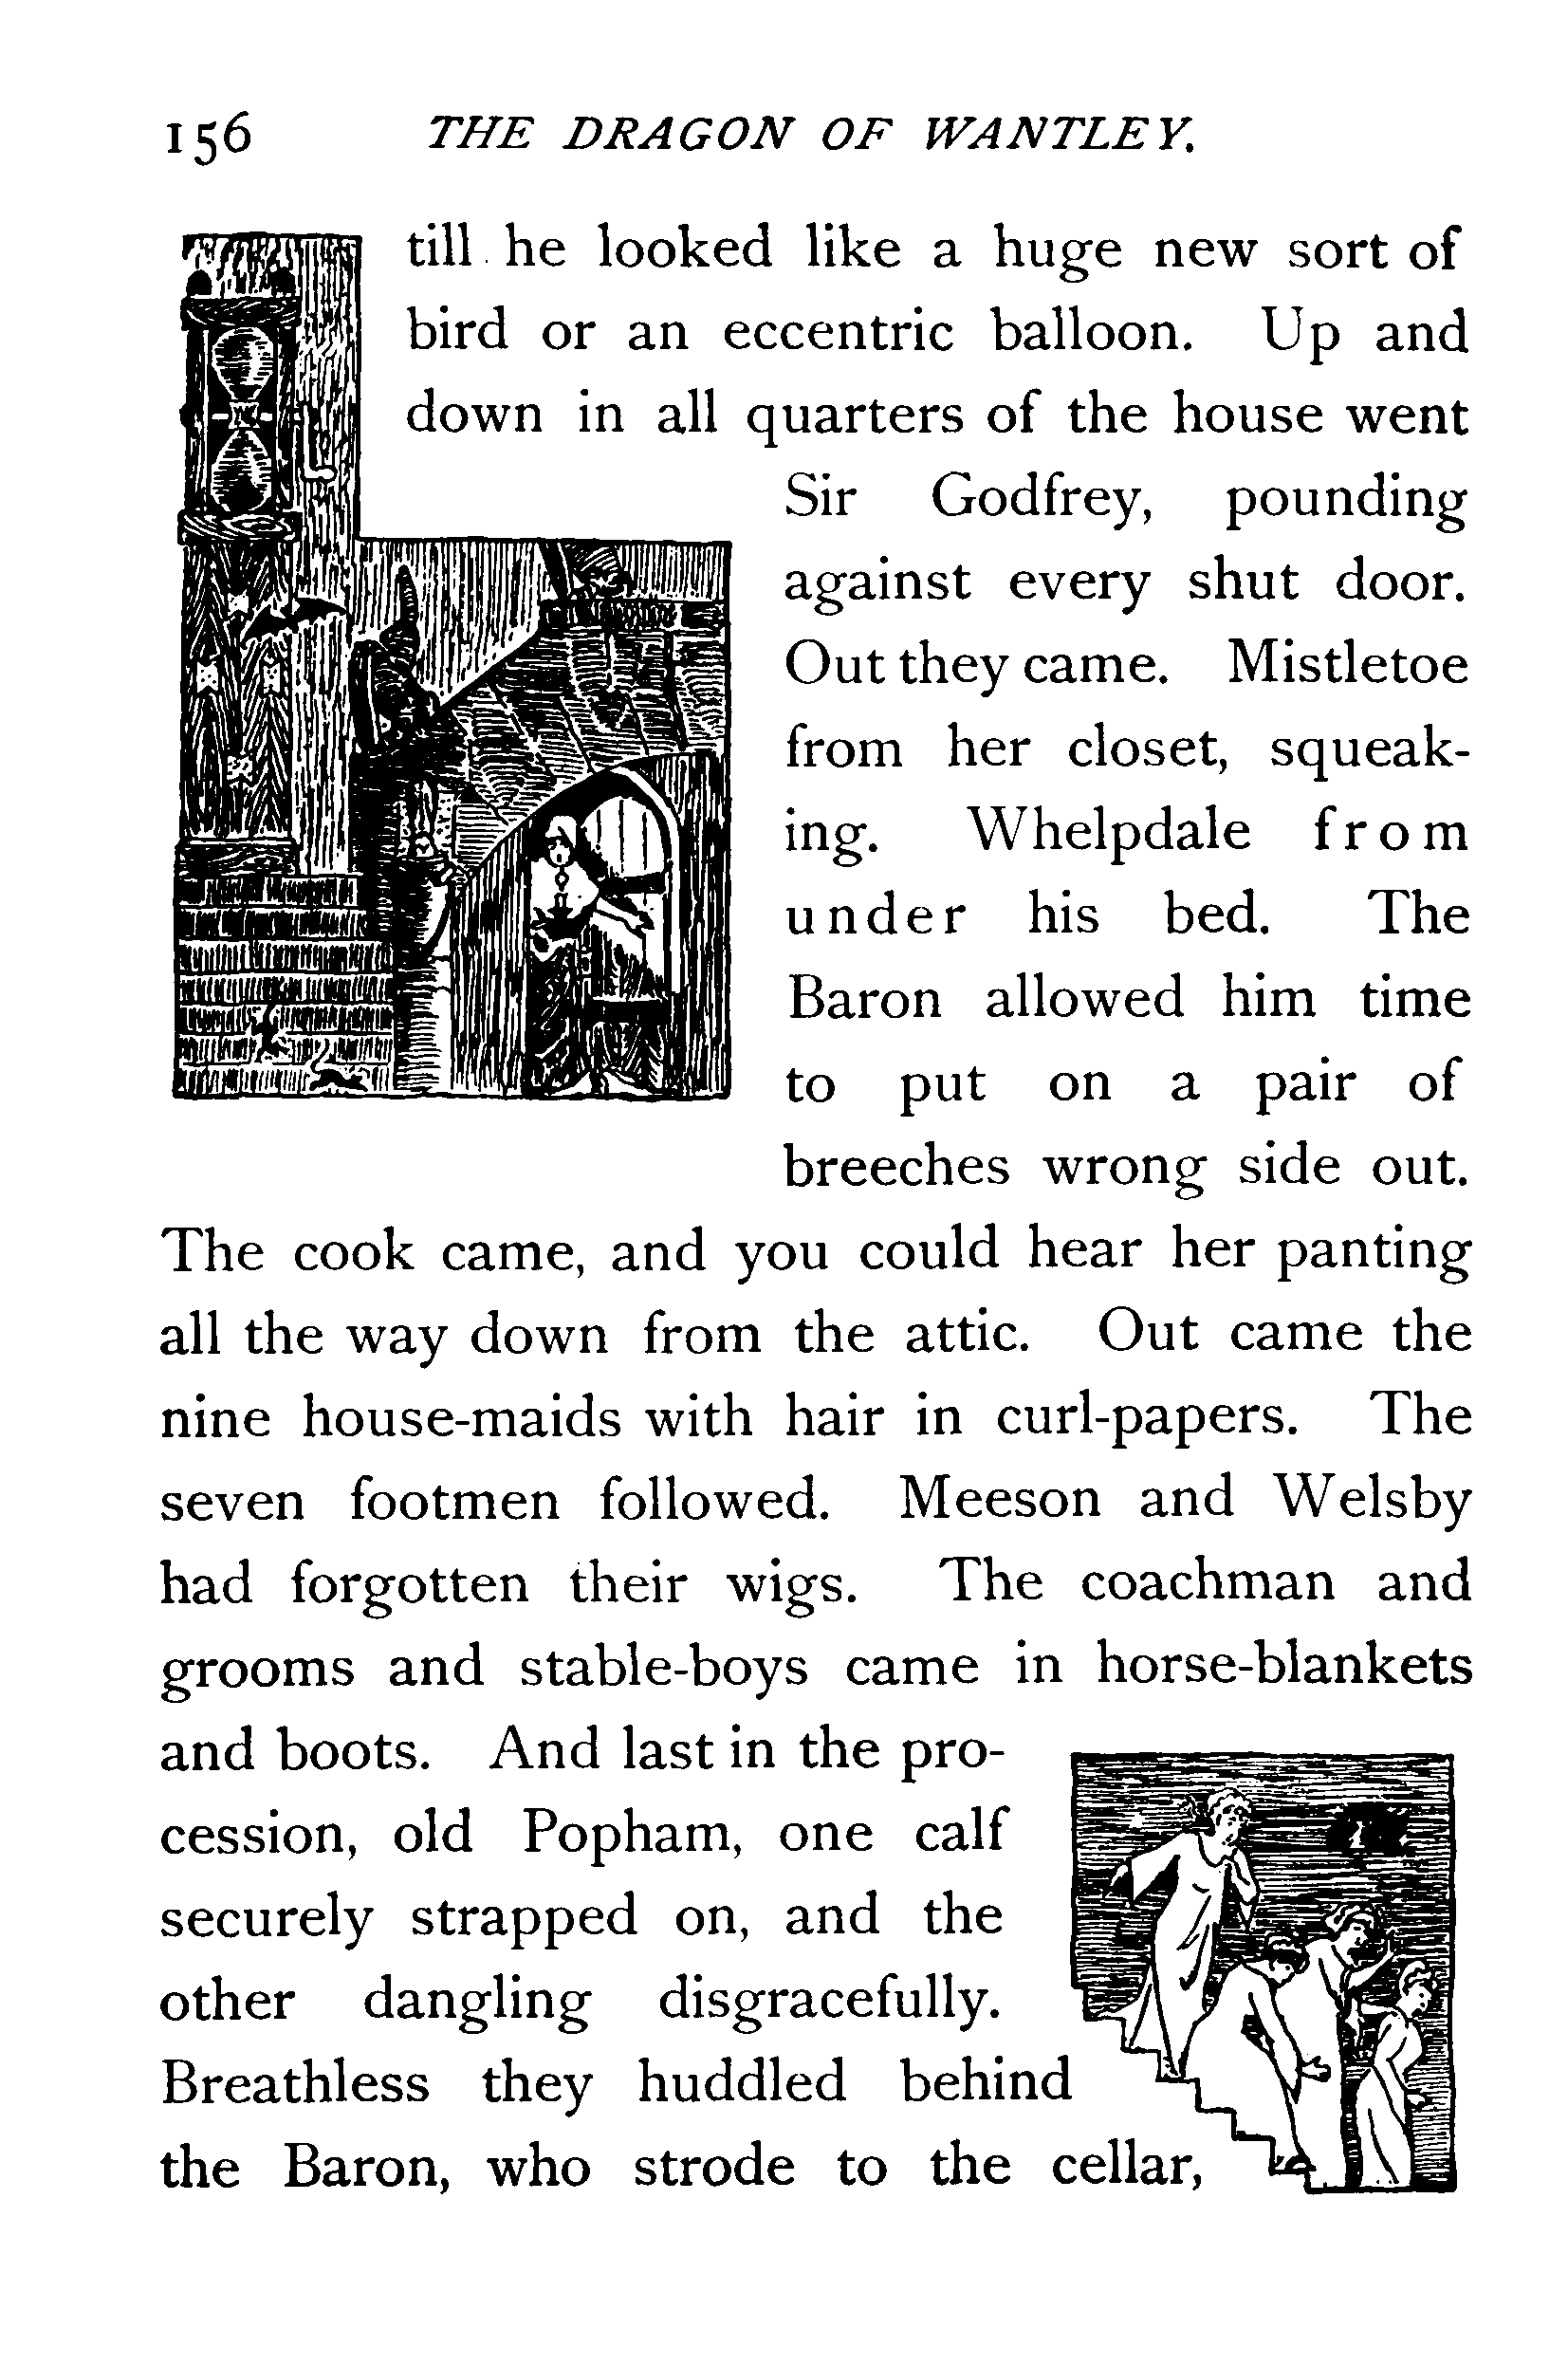 156 THE DRAGON OF WANTLEY.
till he looked like a huge new sort of
bird or an eccentric balloon. Up and
down in all quarters of the house went
Sir Godfrey, pounding
against every shut door.
Out they came. Mistletoe
from her closet, squeak-
ing. Whelpdale from
under his bed. The
Baron allowed him time
to put on a pair of
breeches wrong side out.
The cook came, and you could hear her panting
all the way down from the attic. Out came the
nine house-maids with hair in curl-papers. The
seven footmen followed. Meeson and Welsby
had forgotten their wigs. The coachman and
grooms and stable-boys came in horse-blankets
and boots. And last in the pro-
cession, old Popham, one calf
securely strapped on, and the
other dangling disgracefully.
Breathless they huddled behind
the Baron, who strode to the cellar,